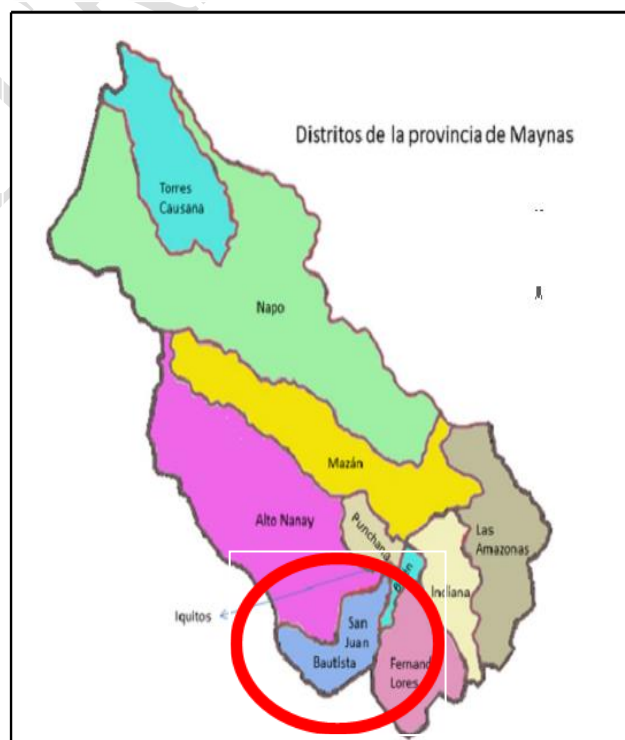 Distritos de la provincia de Maynas
Torres
Causana
Napo
Mazán
Alto Nanay
Punchana
Las
Amazonas
Indiana
Iquitos
San
Juan
Bautista
Fernand
Lores